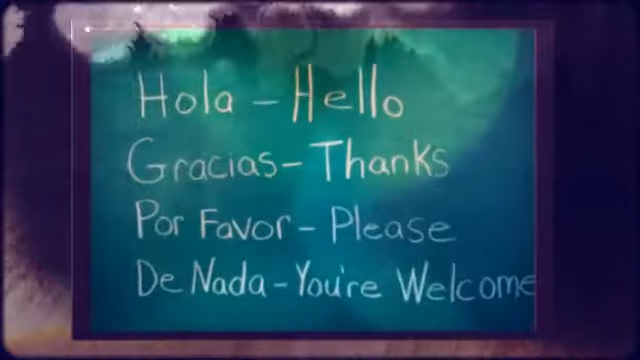 Hola - Hello
Gracias - Thanks
Por Favor - Please
De Nada - You're Welcome